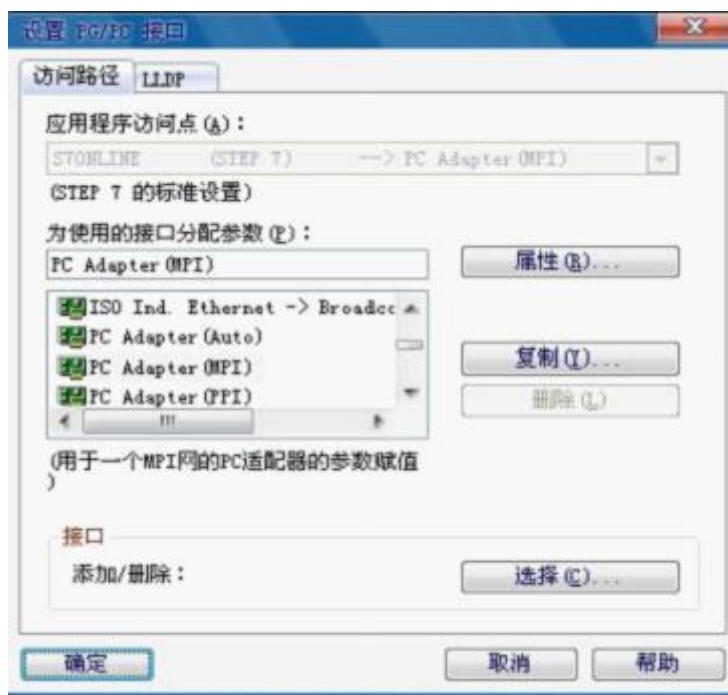 设置 PG/PC 接口
访问路径 LLDP
应用程序访问点(A):
S7ONLINE (STEP 7) --> PC Adapter(MPI)
(STEP 7 的标准设置)
为使用的接口分配参数(P):
PC Adapter(MPI)
属性(R)...
ISO Ind. Ethernet -> Broadcc
PC Adapter(Auto)
PC Adapter(MPI)
PC Adapter(PPI)
复制(Y)...
删除(L)
(用于一个MPI网的PC适配器的参数赋值
)
接口
添加/删除:
选择(C)...
确定 取消 帮助